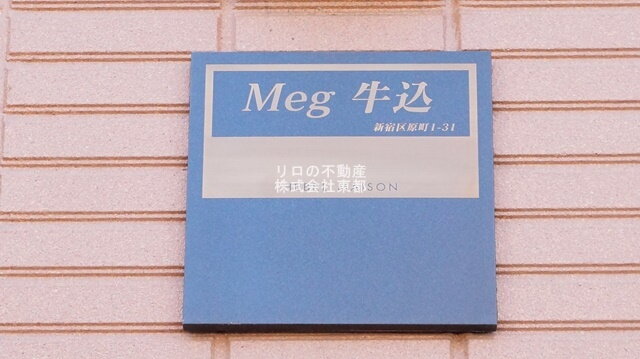 Meg 牛込
新宿区原町1-31
リロの不動産
株式会社東都